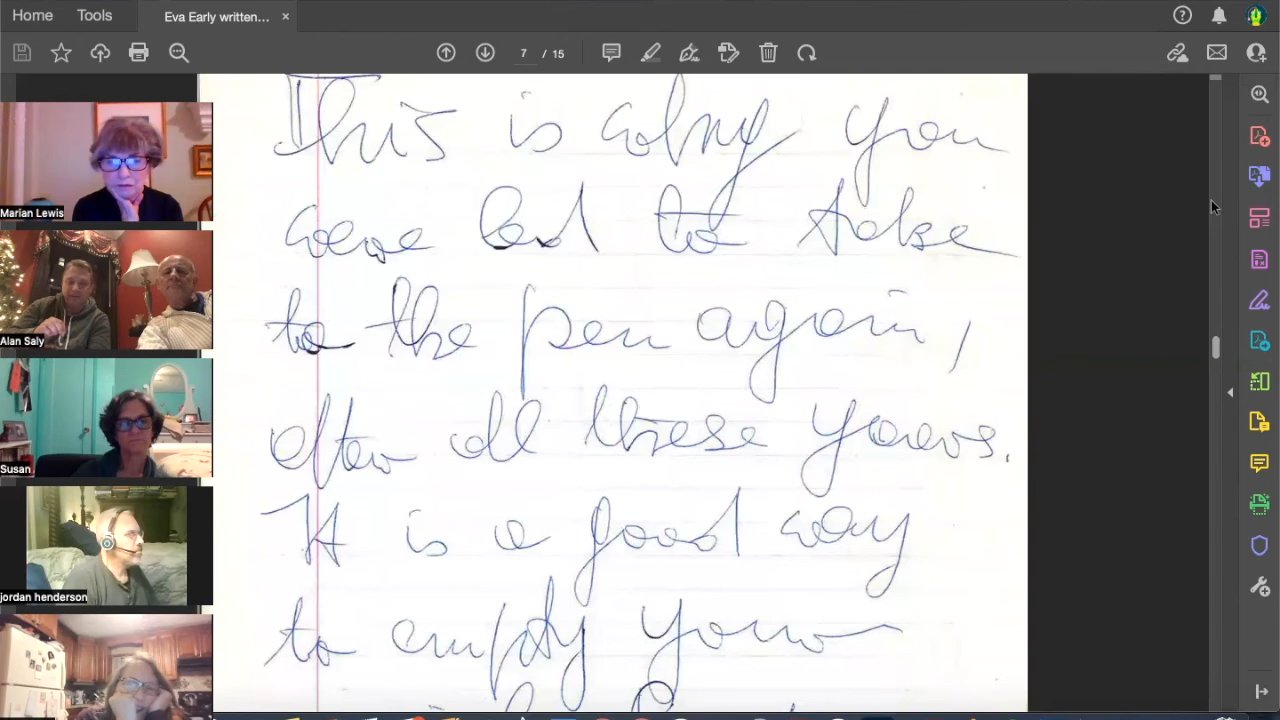 Home
Tools
Eva Early written...
7 / 15
Marian Lewis
Alan Saly
Susan
jordan henderson
This is why you
were led to take
to the pen again,
after all these years.
It is a good way
to empty your